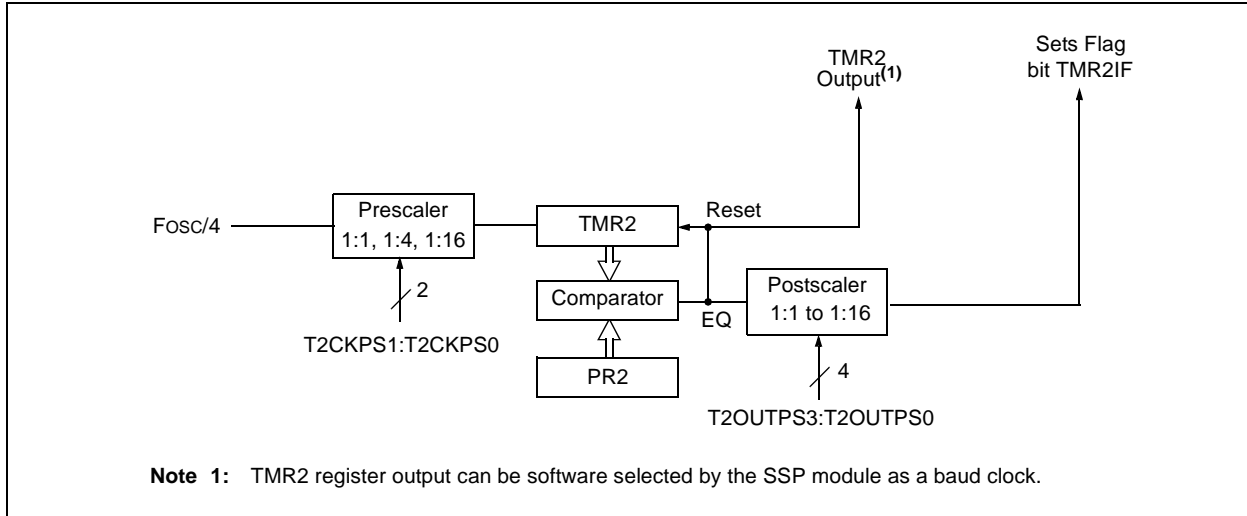 TMR2
Output(1)
Sets Flag
bit TMR2IF
FOSC/4
Prescaler
1:1, 1:4, 1:16
2
T2CKPS1:T2CKPS0
TMR2
Reset
Comparator
EQ
PR2
Postscaler
1:1 to 1:16
4
T2OUTPS3:T2OUTPS0
Note 1: TMR2 register output can be software selected by the SSP module as a baud clock.